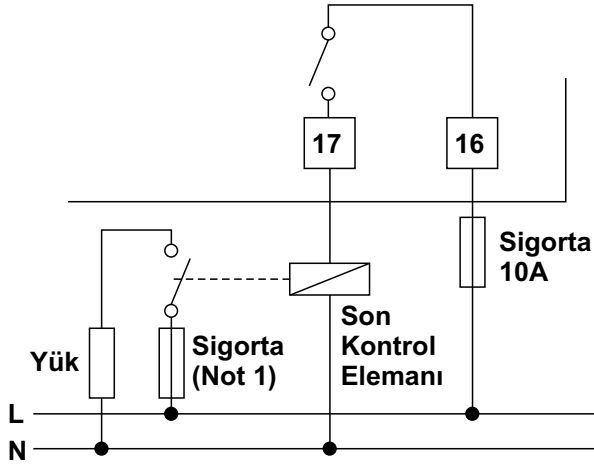 17
16
Sigorta
10A
Son
Kontrol
Elemanı
Yük
Sigorta
(Not 1)
L
N